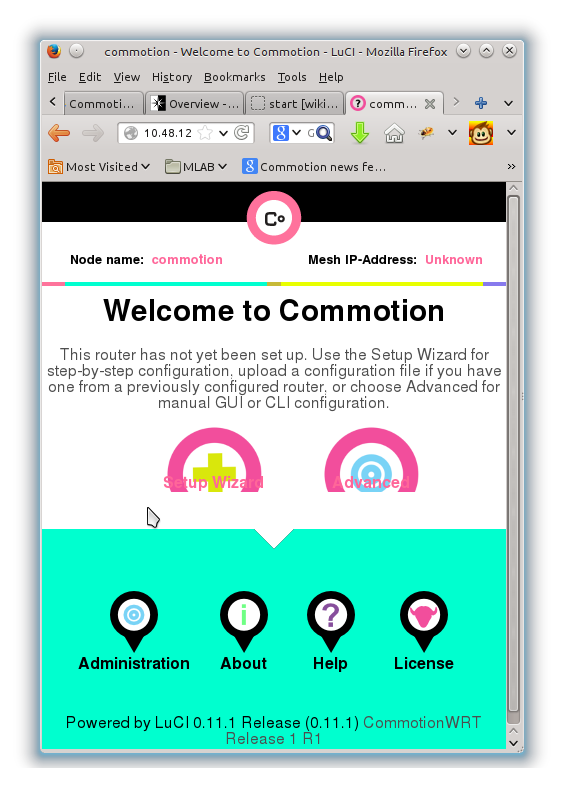 commotion - Welcome to Commotion - LuCI - Mozilla Firefox
File Edit View History Bookmarks Tools Help
Commoti... Overview -... start [wiki... comm...
10.48.12 8 G
Most Visited MLAB 8 Commotion news fe... »
Co
Node name: commotion Mesh IP-Address: Unknown
Welcome to Commotion
This router has not yet been set up. Use the Setup Wizard for
step-by-step configuration, upload a configuration file if you have
one from a previously configured router, or choose Advanced for
manual GUI or CLI configuration.
Setup Wizard Advanced
i ?
Administration About Help License
Powered by LuCI 0.11.1 Release (0.11.1) CommotionWRT
Release 1 R1